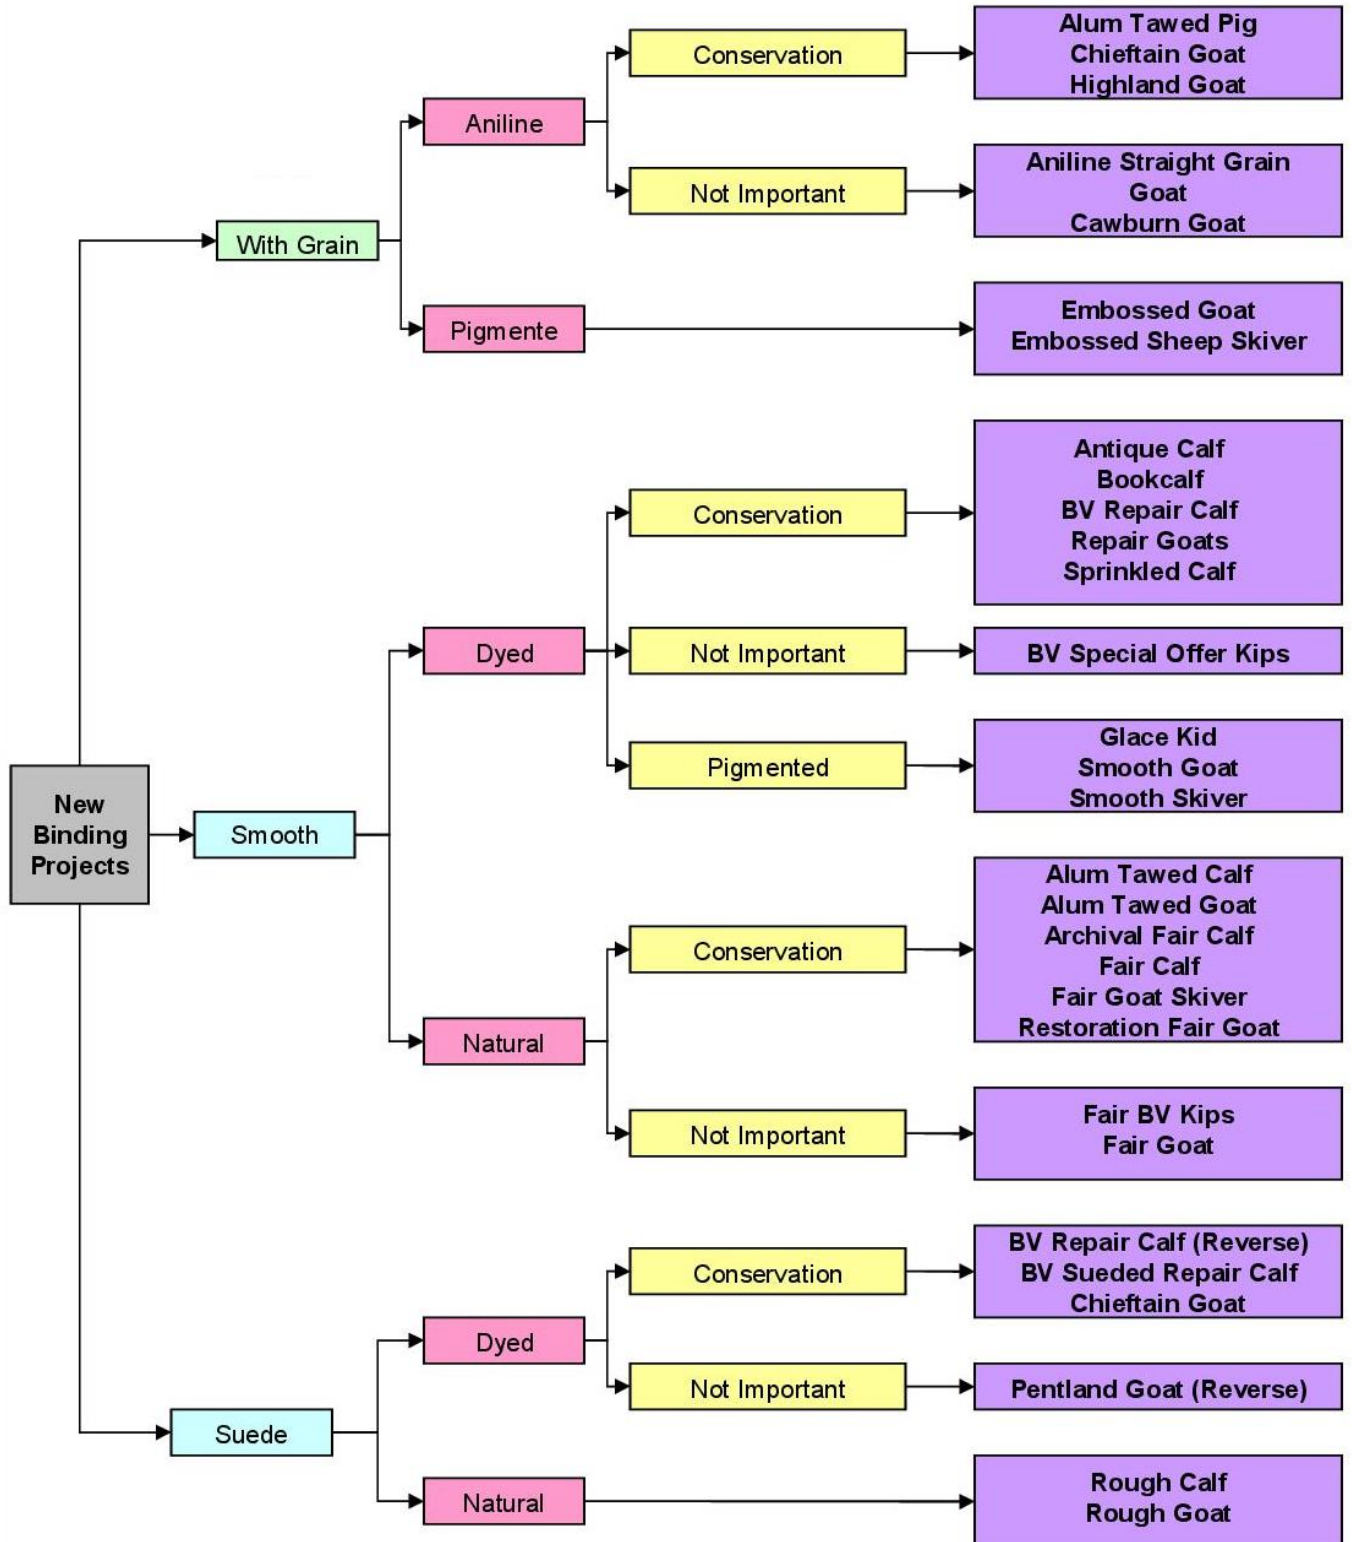 Conservation
Alum Tawed Pig
Chieftain Goat
Highland Goat
Aniline
Not Important
Aniline Straight Grain
Goat
Cawburn Goat
With Grain
Pigmente
Embossed Goat
Embossed Sheep Skiver
Conservation
Antique Calf
Bookcalf
BV Repair Calf
Repair Goats
Sprinkled Calf
Dyed
Not Important
BV Special Offer Kips
Pigmented
Glace Kid
Smooth Goat
Smooth Skiver
New
Binding
Projects
Smooth
Conservation
Alum Tawed Calf
Alum Tawed Goat
Archival Fair Calf
Fair Calf
Fair Goat Skiver
Restoration Fair Goat
Natural
Not Important
Fair BV Kips
Fair Goat
Conservation
BV Repair Calf (Reverse)
BV Sueded Repair Calf
Chieftain Goat
Dyed
Not Important
Pentland Goat (Reverse)
Suede
Natural
Rough Calf
Rough Goat